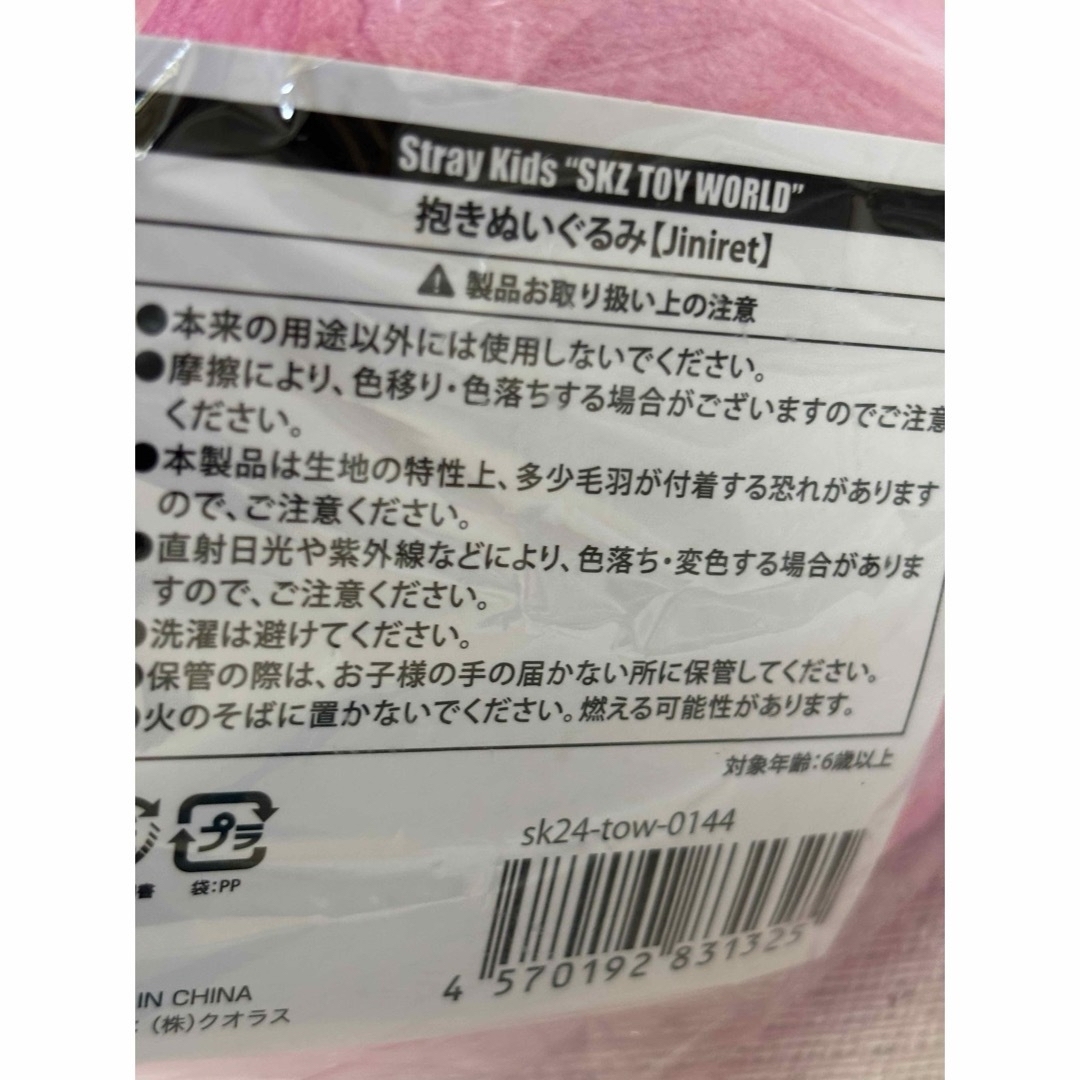 Stray Kids “SKZ TOY WORLD”
抱きぬいぐるみ【Jiniret】
製品お取り扱い上の注意
●本来の用途以外には使用しないでください。
●摩擦により、色移り・色落ちする場合がございますのでご注意
ください。
●本製品は生地の特性上、多少毛羽が付着する恐れがあります
ので、ご注意ください。
●直射日光や紫外線などにより、色落ち・変色する場合がありま
すので、ご注意ください。
●洗濯は避けてください。
●保管の際は、お子様の手の届かない所に保管してください。
●火のそばに置かないでください。燃える可能性があります。
対象年齢：6歳以上
プラ
袋：PP
sk24-tow-0144
4 570192 831325
IN CHINA
（株）クオラス